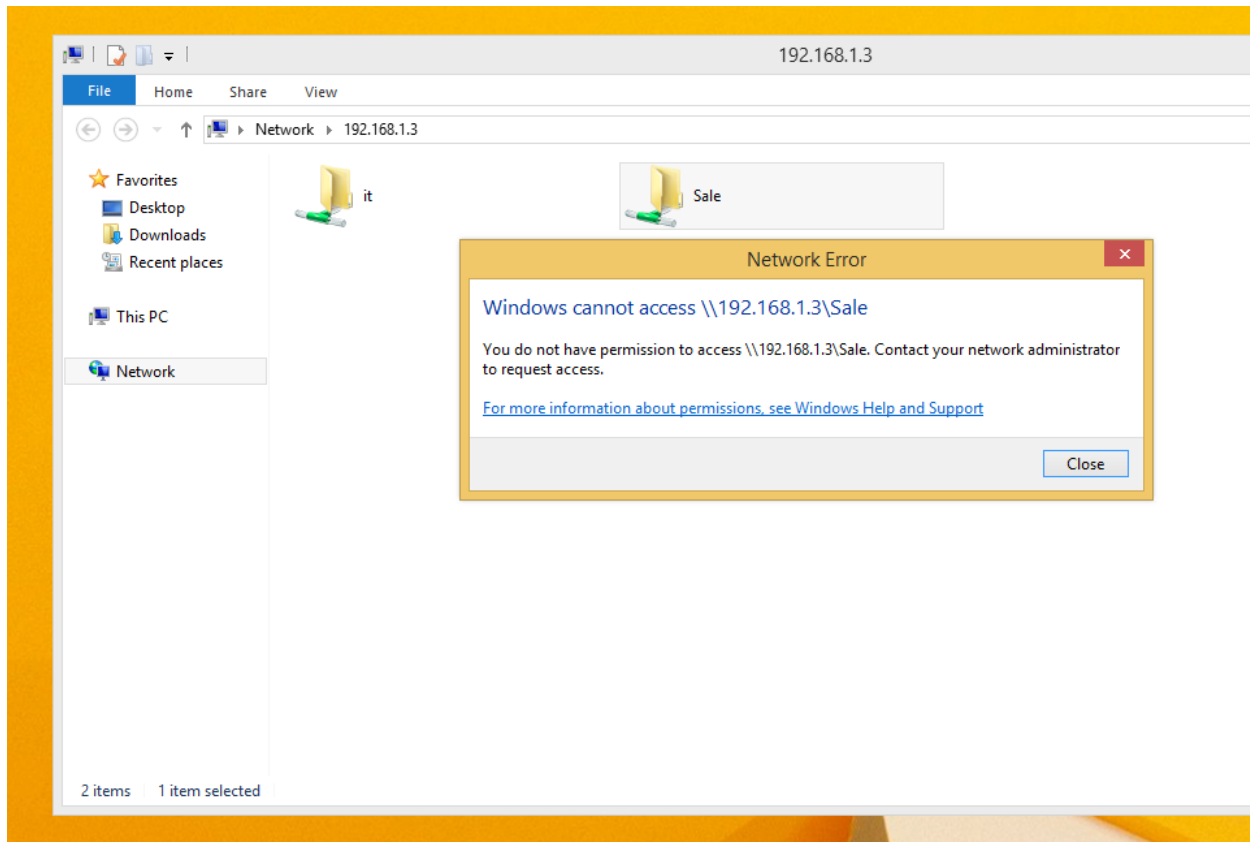 192.168.1.3
File Home Share View
Network 192.168.1.3
Favorites
Desktop
Downloads
Recent places
This PC
Network
it
Sale
Network Error
Windows cannot access \\192.168.1.3\Sale
You do not have permission to access \\192.168.1.3\Sale. Contact your network administrator
to request access.
For more information about permissions, see Windows Help and Support
Close
2 items 1 item selected